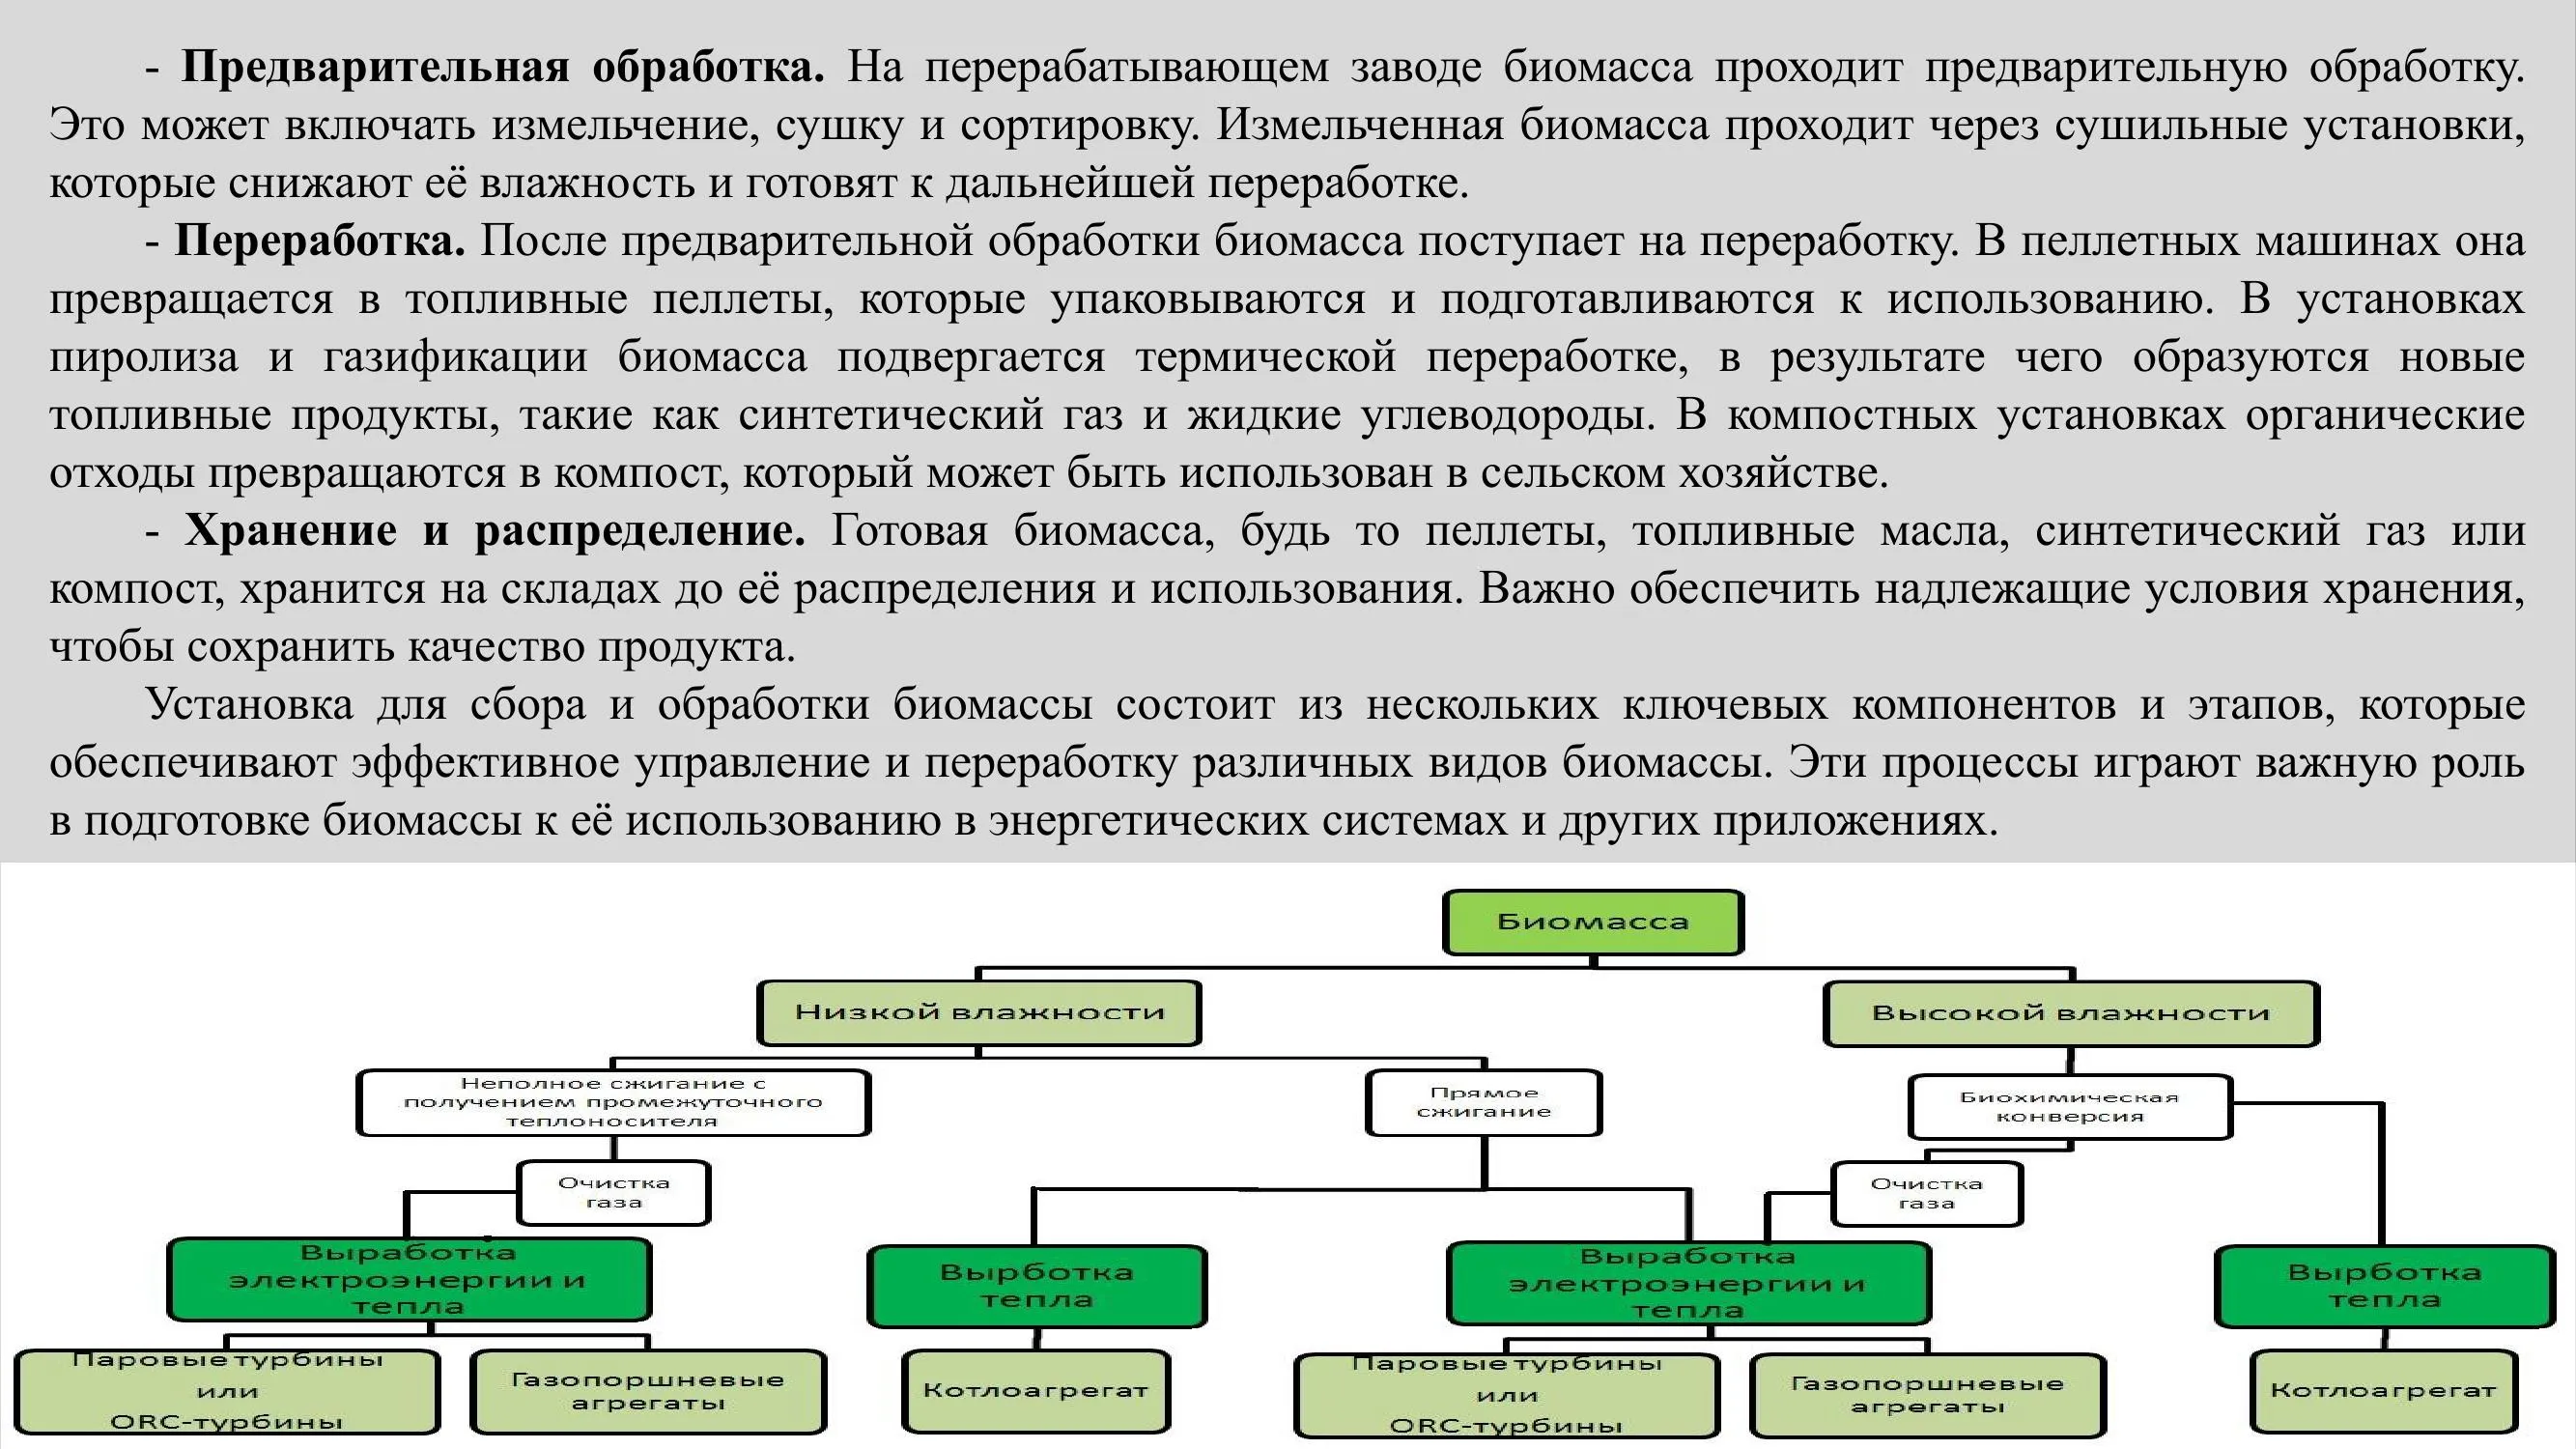 - Предварительная обработка. На перерабатывающем заводе биомасса проходит предварительную обработку.
Это может включать измельчение, сушку и сортировку. Измельченная биомасса проходит через сушильные установки,
которые снижают её влажность и готовят к дальнейшей переработке.
- Переработка. После предварительной обработки биомасса поступает на переработку. В пеллетных машинах она
превращается в топливные пеллеты, которые упаковываются и подготавливаются к использованию. В установках
пиролиза и газификации биомасса подвергается термической переработке, в результате чего образуются новые
топливные продукты, такие как синтетический газ и жидкие углеводороды. В компостных установках органические
отходы превращаются в компост, который может быть использован в сельском хозяйстве.
- Хранение и распределение. Готовая биомасса, будь то пеллеты, топливные масла, синтетический газ или
компост, хранится на складах до её распределения и использования. Важно обеспечить надлежащие условия хранения,
чтобы сохранить качество продукта.
Установка для сбора и обработки биомассы состоит из нескольких ключевых компонентов и этапов, которые
обеспечивают эффективное управление и переработку различных видов биомассы. Эти процессы играют важную роль
в подготовке биомассы к её использованию в энергетических системах и других приложениях.
Биомасса
Низкой влажности
Высокой влажности
Неполное сжигание с
получением промежуточного
теплоносителя
Прямое
сжигание
Биохимическая
конверсия
Очистка
газа
Очистка
газа
Выработка
электроэнергии и
тепла
Вырботка
тепла
Выработка
электроэнергии и
тепла
Вырботка
тепла
Паровые турбины
или
ORC-турбины
Газопоршневые
агрегаты
Котлоагрегат
Паровые турбины
или
ORC-турбины
Газопоршневые
агрегаты
Котлоагрегат